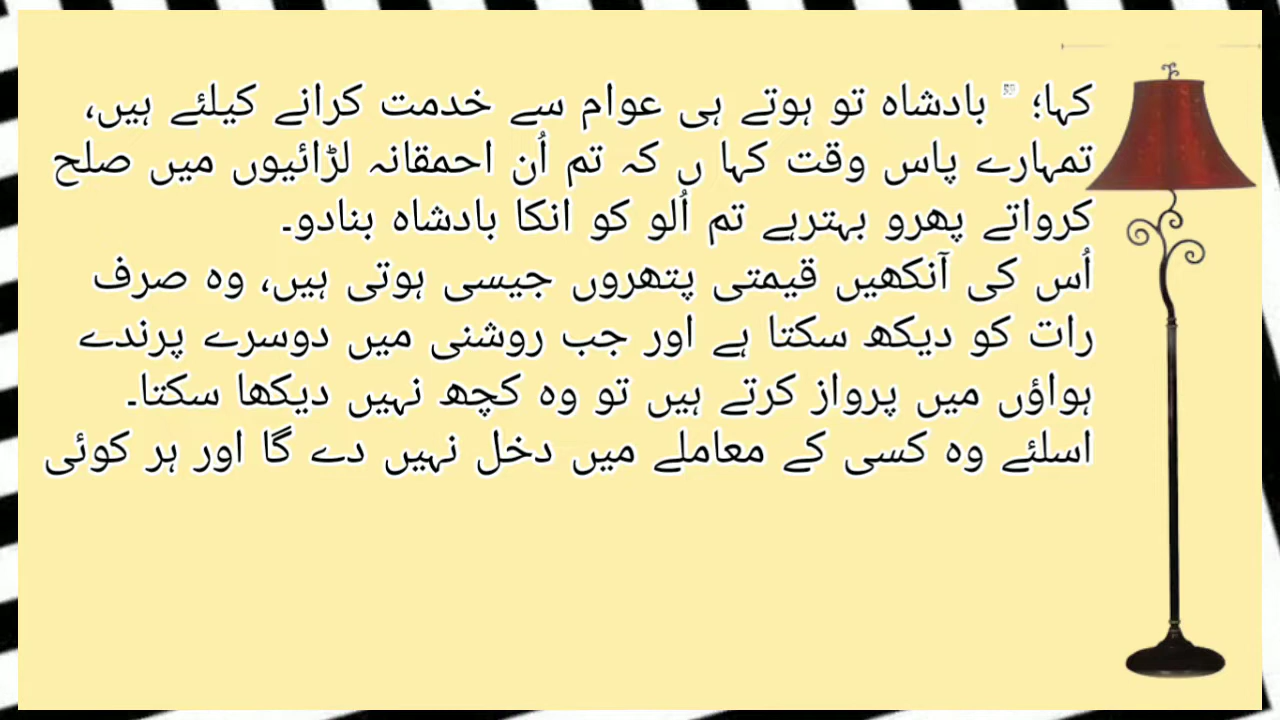 کہا؛ " بادشاہ تو ہوتے ہی عوام سے خدمت کرانے کیلئے ہیں،
تمہارے پاس وقت کہا ں کہ تم اُن احمقانہ لڑائیوں میں صلح
کرواتے پھرو بہترہے تم اُلو کو انکا بادشاہ بنادو۔
اُس کی آنکھیں قیمتی پتھروں جیسی ہوتی ہیں، وہ صرف
رات کو دیکھ سکتا ہے اور جب روشنی میں دوسرے پرندے
ہواؤں میں پرواز کرتے ہیں تو وہ کچھ نہیں دیکھا سکتا۔
اسلئے وہ کسی کے معاملے میں دخل نہیں دے گا اور ہر کوئی